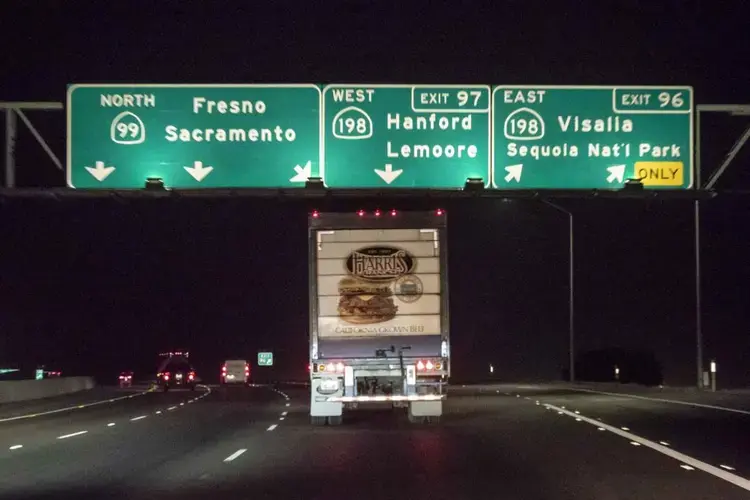 NORTH
99
Fresno
Sacramento
WEST
EXIT 97
198
Hanford
Lemoore
EAST
EXIT 96
198
Visalia
Sequoia Nat'l Park
ONLY
HARRIS
CALIFORNIA GROWN BEEF